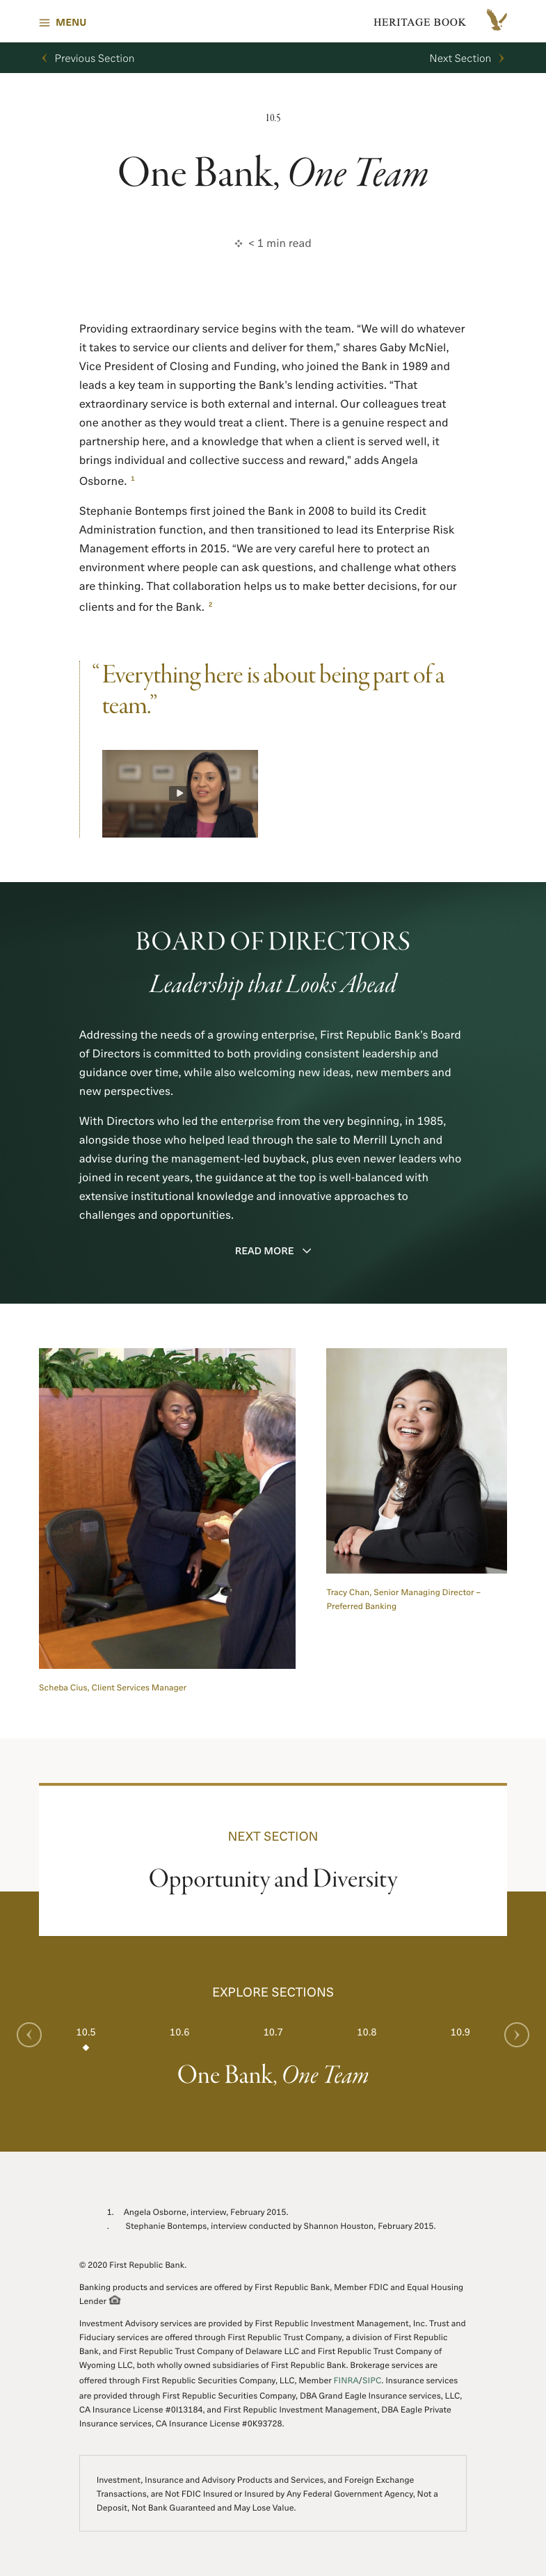 MENU
HERITAGE BOOK
Previous Section
Next Section
10.5
One Bank, One Team
< 1 min read
Providing extraordinary service begins with the team. “We will do whatever
it takes to service our clients and deliver for them,” shares Gaby McNiel,
Vice President of Closing and Funding, who joined the Bank in 1989 and
leads a key team in supporting the Bank’s lending activities. “That
extraordinary service is both external and internal. Our colleagues treat
one another as they would treat a client. There is a genuine respect and
partnership here, and a knowledge that when a client is served well, it
brings individual and collective success and reward,” adds Angela
Osborne. 1
Stephanie Bontemps first joined the Bank in 2008 to build its Credit
Administration function, and then transitioned to lead its Enterprise Risk
Management efforts in 2015. “We are very careful here to protect an
environment where people can ask questions, and challenge what others
are thinking. That collaboration helps us to make better decisions, for our
clients and for the Bank. 2
“Everything here is about being part of a
team.”
BOARD OF DIRECTORS
Leadership that Looks Ahead
Addressing the needs of a growing enterprise, First Republic Bank’s Board
of Directors is committed to both providing consistent leadership and
guidance over time, while also welcoming new ideas, new members and
new perspectives.
With Directors who led the enterprise from the very beginning, in 1985,
alongside those who helped lead through the sale to Merrill Lynch and
advise during the management-led buyback, plus even newer leaders who
joined in recent years, the guidance at the top is well-balanced with
extensive institutional knowledge and innovative approaches to
challenges and opportunities.
READ MORE
Tracy Chan, Senior Managing Director –
Preferred Banking
Scheba Cius, Client Services Manager
NEXT SECTION
Opportunity and Diversity
EXPLORE SECTIONS
10.5 10.6 10.7 10.8 10.9
One Bank, One Team
1. Angela Osborne, interview, February 2015.
. Stephanie Bontemps, interview conducted by Shannon Houston, February 2015.
© 2020 First Republic Bank.
Banking products and services are offered by First Republic Bank, Member FDIC and Equal Housing
Lender
Investment Advisory services are provided by First Republic Investment Management, Inc. Trust and
Fiduciary services are offered through First Republic Trust Company, a division of First Republic
Bank, and First Republic Trust Company of Delaware LLC and First Republic Trust Company of
Wyoming LLC, both wholly owned subsidiaries of First Republic Bank. Brokerage services are
offered through First Republic Securities Company, LLC, Member FINRA/SIPC. Insurance services
are provided through First Republic Securities Company, DBA Grand Eagle Insurance services, LLC,
CA Insurance License #0I13184, and First Republic Investment Management, DBA Eagle Private
Insurance services, CA Insurance License #0K93728.
Investment, Insurance and Advisory Products and Services, and Foreign Exchange
Transactions, are Not FDIC Insured or Insured by Any Federal Government Agency, Not a
Deposit, Not Bank Guaranteed and May Lose Value.